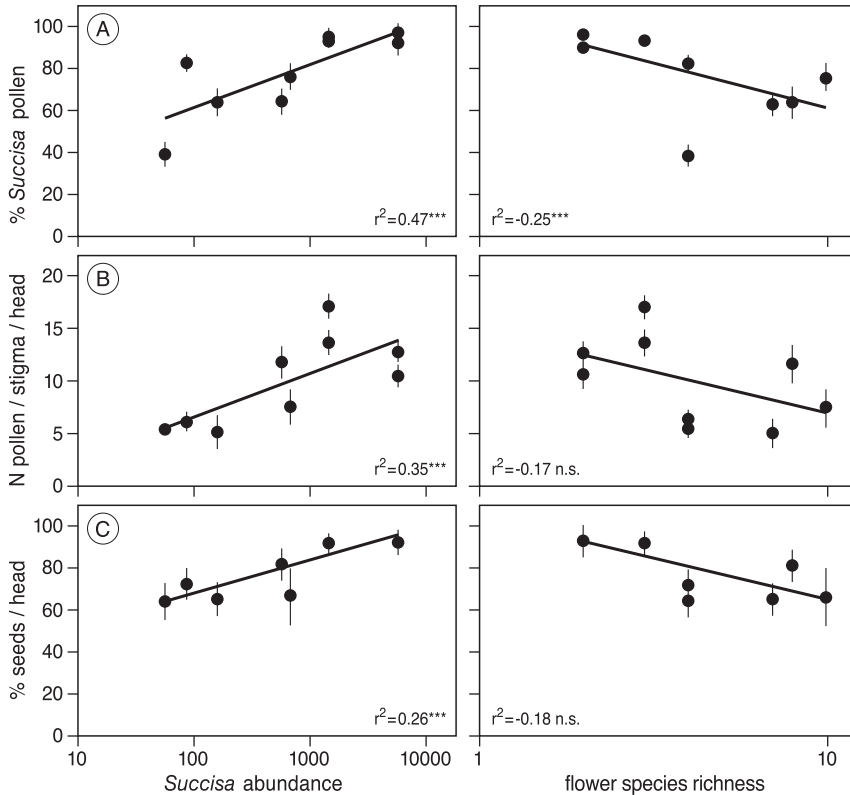 A
% Succisa pollen
100
80
60
40
20
0
r²=0.47***
r²=-0.25***
B
N pollen / stigma / head
20
15
10
5
0
r²=0.35***
r²=-0.17 n.s.
C
% seeds / head
100
80
60
40
20
0
r²=0.26***
r²=-0.18 n.s.
10 100 1000 10000
1 10
Succisa abundance
flower species richness